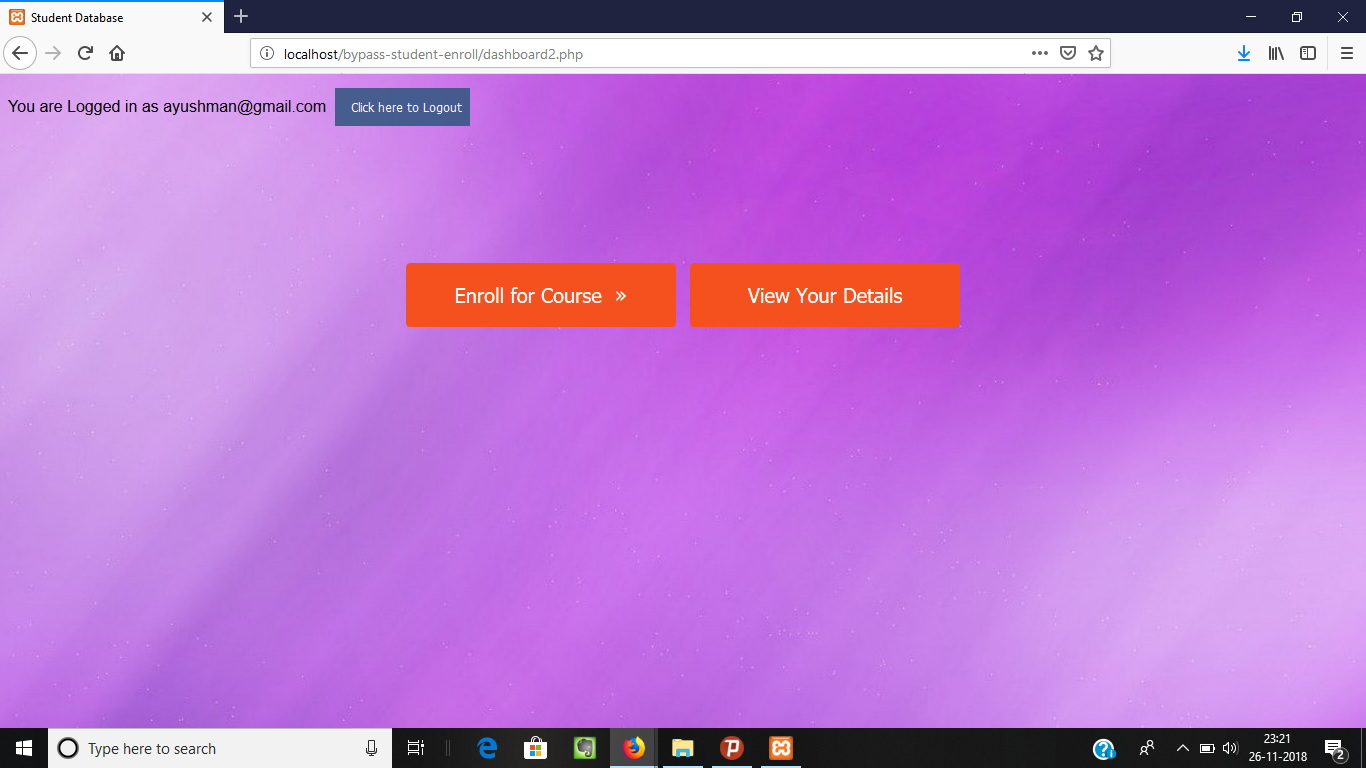 Student Database
localhost/bypass-student-enroll/dashboard2.php
You are Logged in as ayushman@gmail.com Click here to Logout
Enroll for Course »
View Your Details
Type here to search
23:21
26-11-2018
2